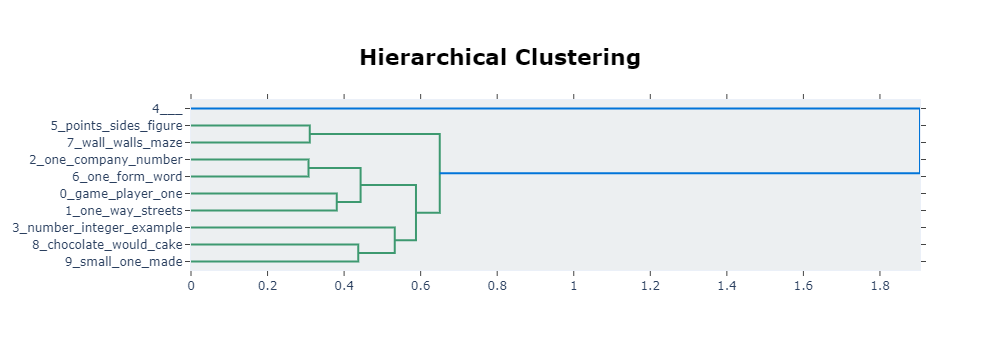 Hierarchical Clustering
4___
5_points_sides_figure
7_wall_walls_maze
2_one_company_number
6_one_form_word
0_game_player_one
1_one_way_streets
3_number_integer_example
8_chocolate_would_cake
9_small_one_made
0 0.2 0.4 0.6 0.8 1 1.2 1.4 1.6 1.8